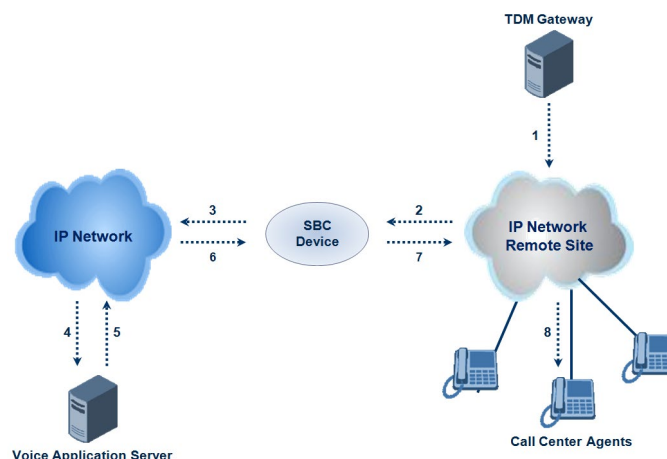 TDM Gateway
1
IP Network
3
6
SBC
Device
2
7
IP Network
Remote Site
4
5
8
Voice Application Server
Call Center Agents